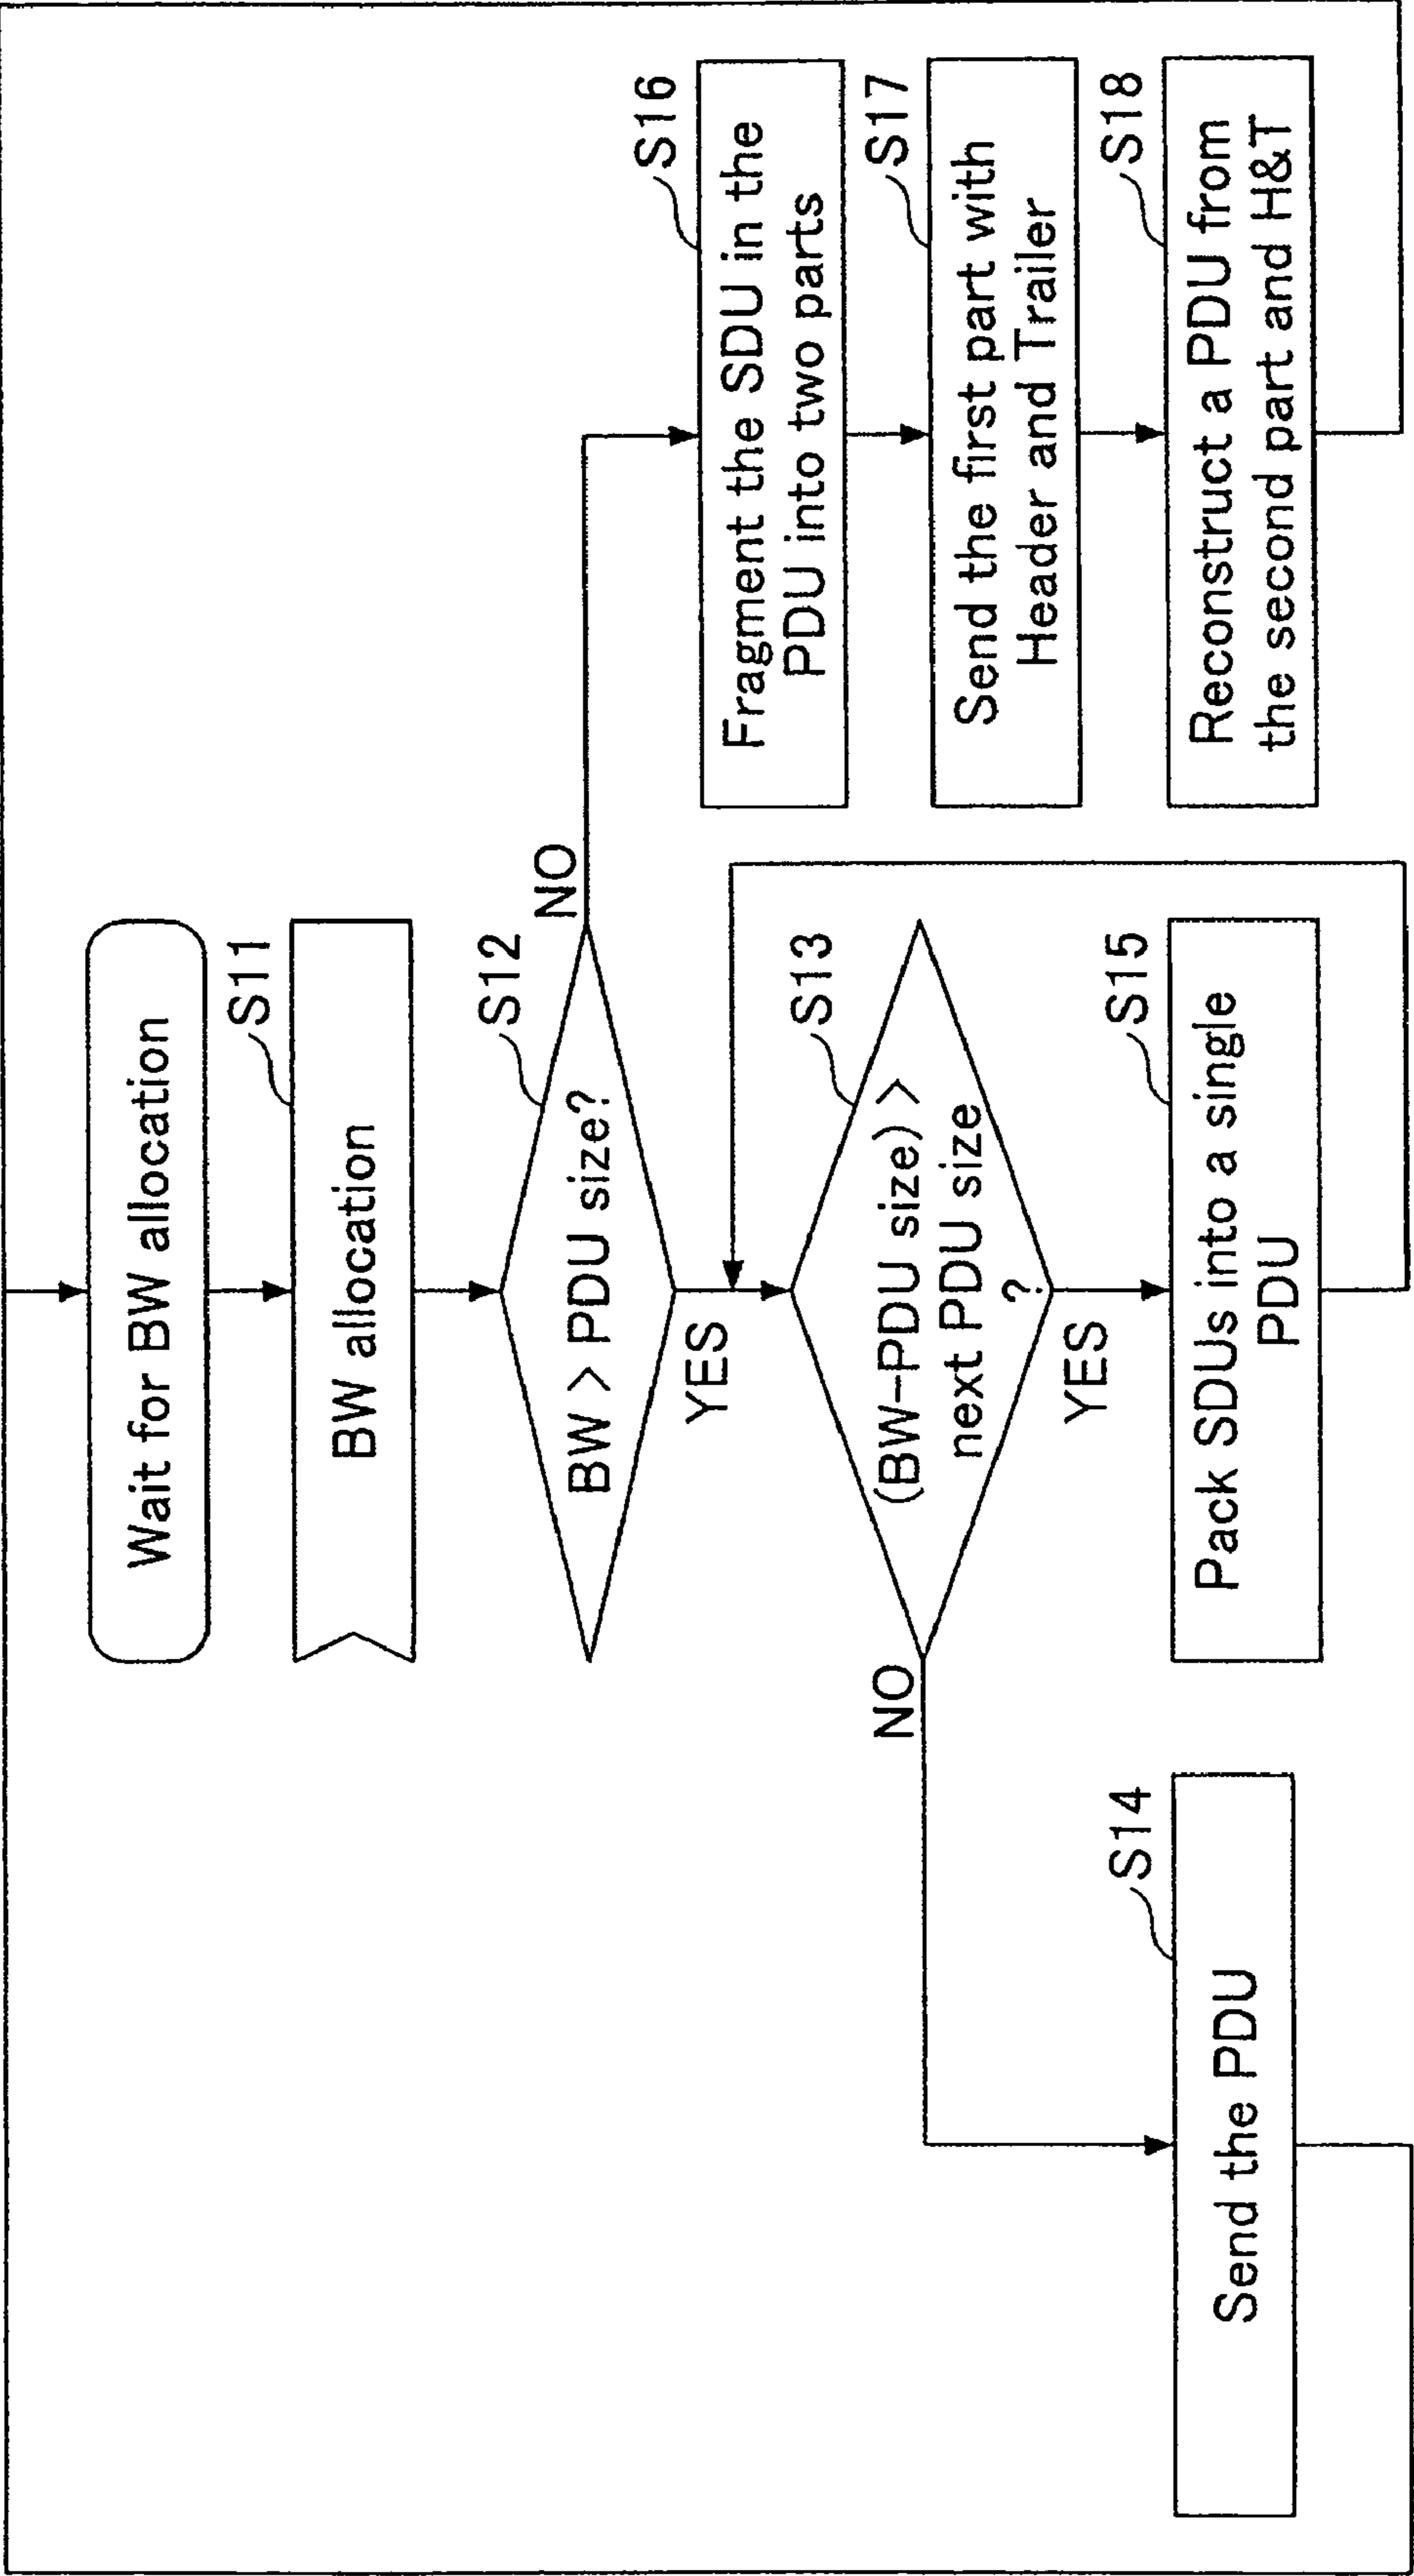 Wait for BW allocation
S11
BW allocation
S12
BW > PDU size?
NO
YES
S13
(BW-PDU size) >
next PDU size
?
NO
YES
S14
Send the PDU
S15
Pack SDUs into a single
PDU
S16
Fragment the SDU in the
PDU into two parts
S17
Send the first part with
Header and Trailer
S18
Reconstruct a PDU from
the second part and H&T